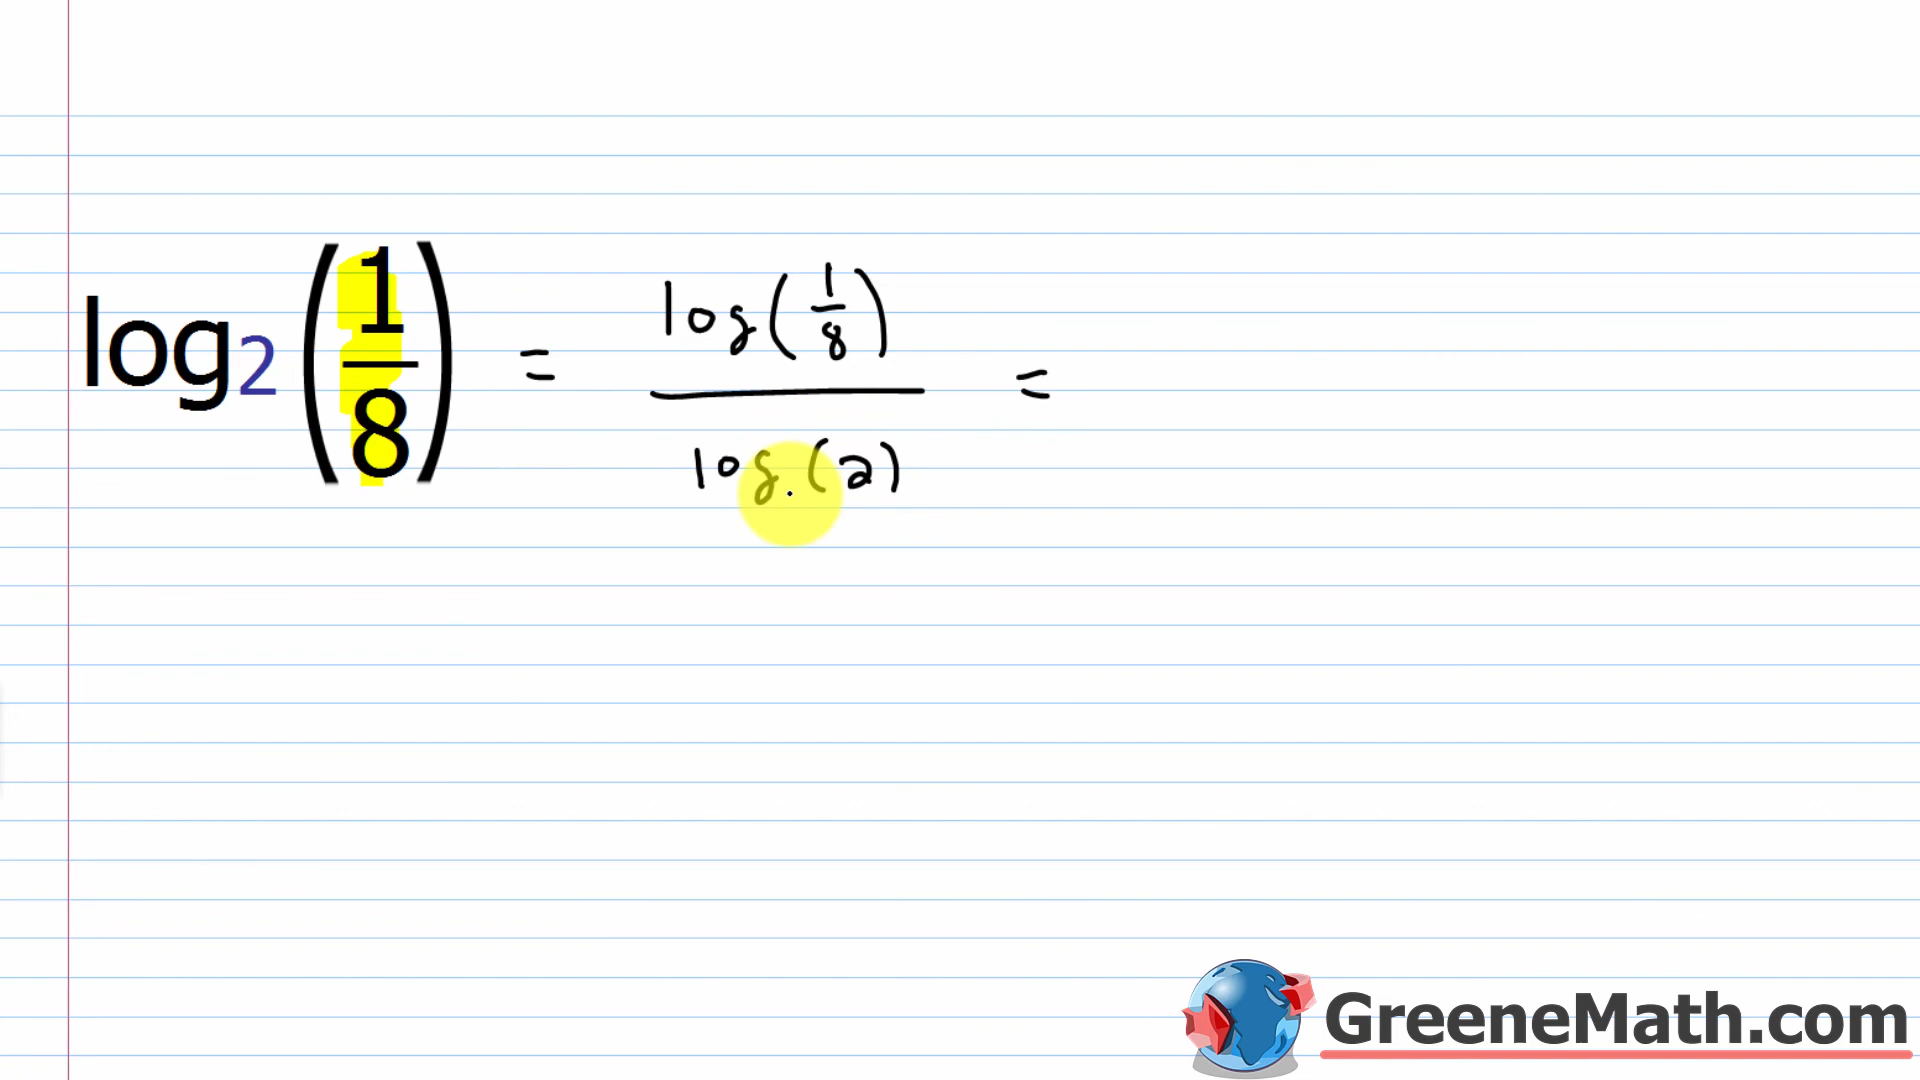 log₂(1/8) = log(1/8) / log(2) =
GreeneMath.com